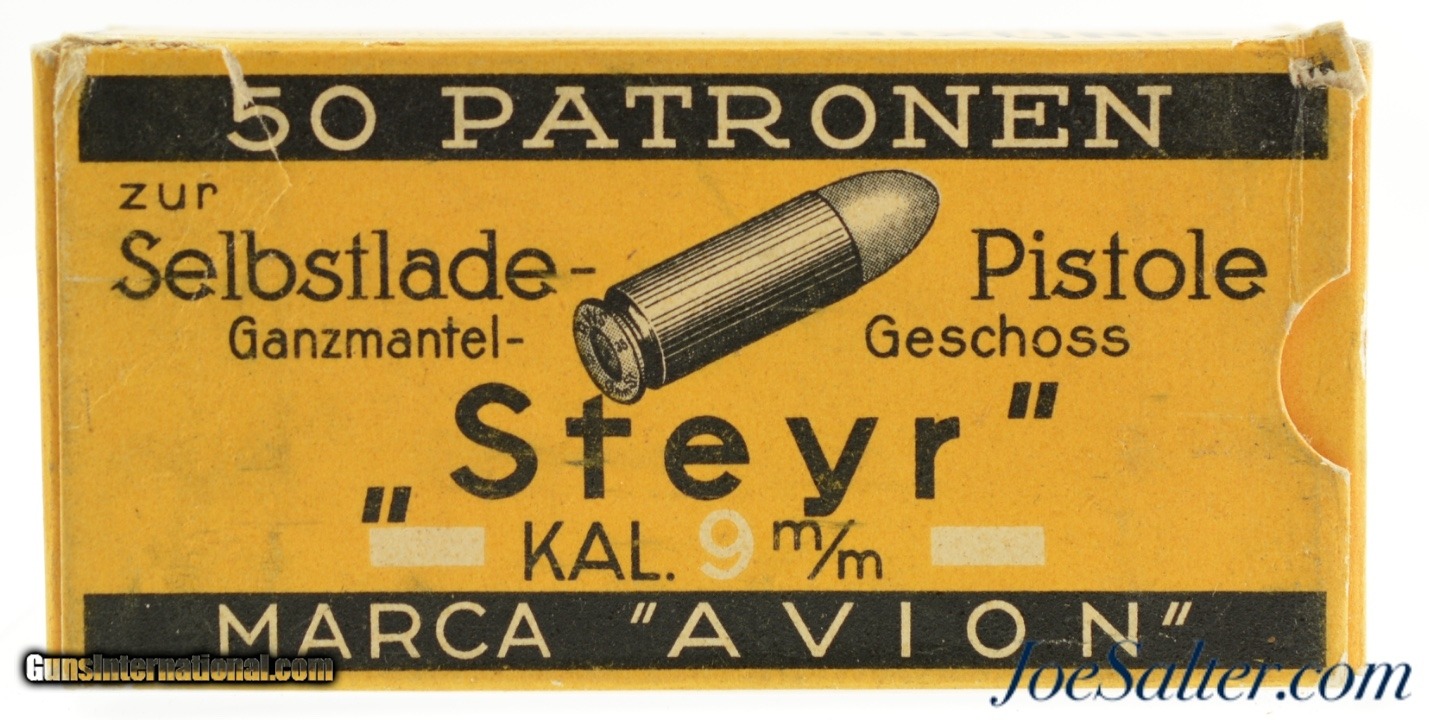 50 PATRONEN
zur
Selbstlade- Pistole
Ganzmantel- Geschoss
"Steyr"
KAL. 9 m/m
MARCA "AVION"
GunsInternational.com
JoeSalter.com